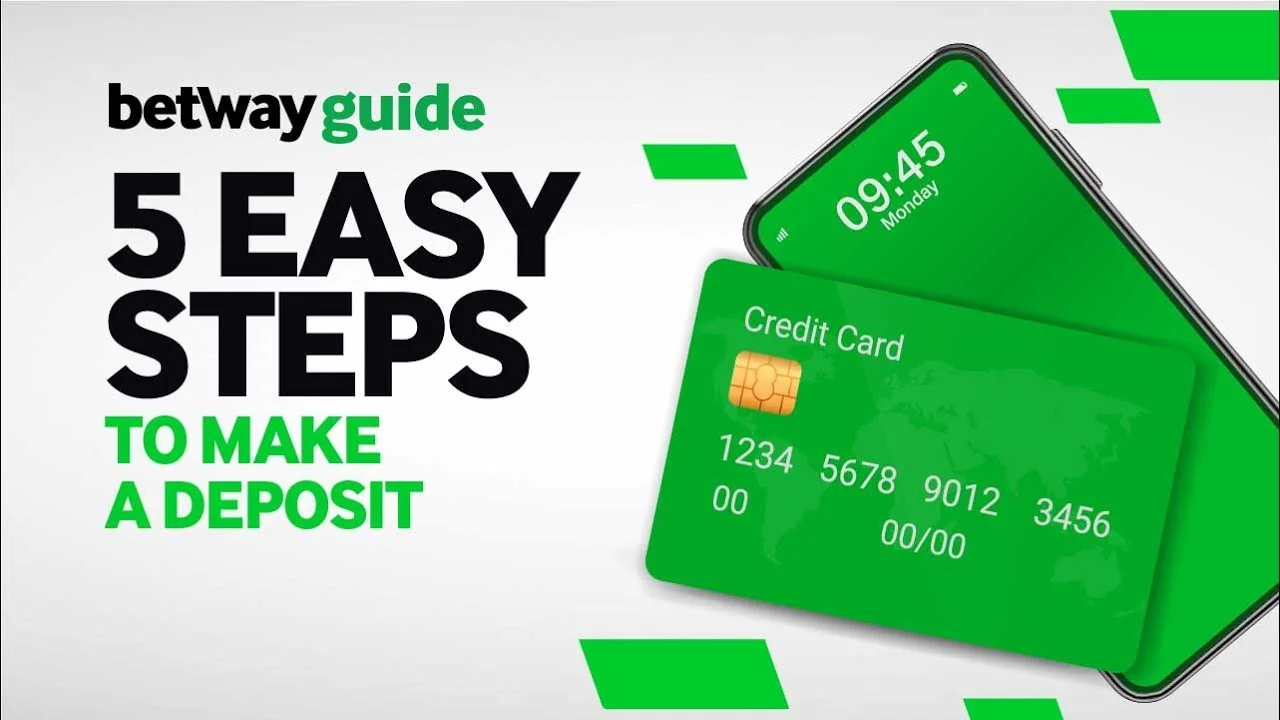 betway guide
5 EASY
STEPS
TO MAKE
A DEPOSIT
09:45
Monday
Credit Card
1234 5678 9012 3456
00
00/00